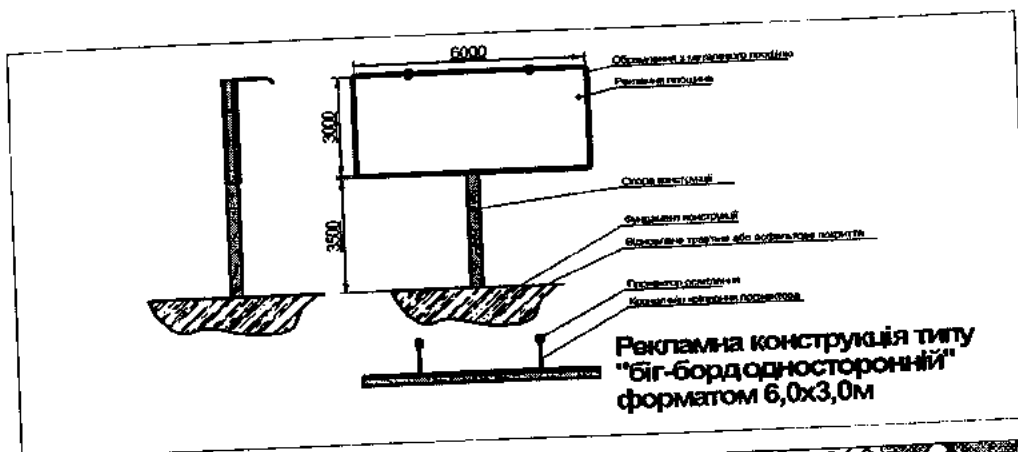 6000
Обрамлення з металевого профілю
Рекламна площина
3000
Опора конструкції
3500
Фундамент конструкції
Відновлене трав'яне або асфальтове покриття
Прожектор освітлення
Кронштейн кріплення прожектора
Рекламна конструкція типу
"біг-борд односторонній"
форматом 6,0х3,0м